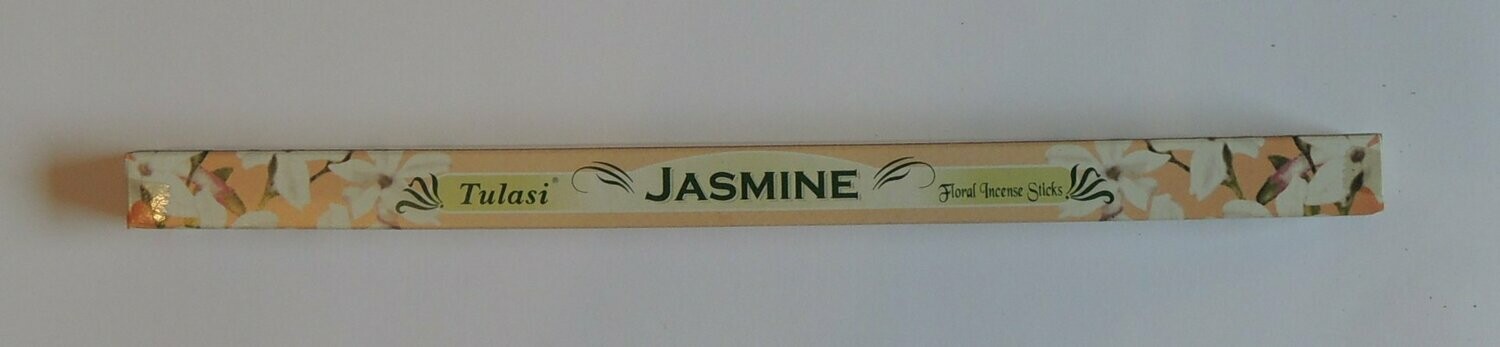 Tulasi® JASMINE Floral Incense Sticks